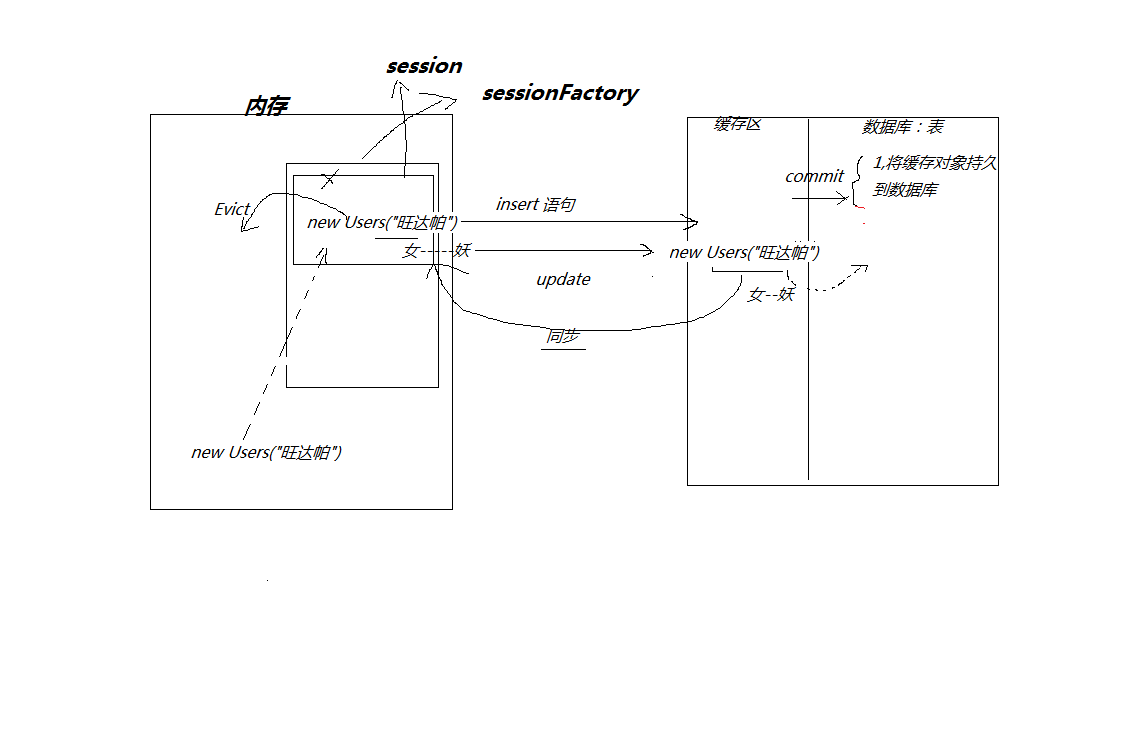 session
sessionFactory
内存
缓存区
数据库：表
1,将缓存对象持久
到数据库
commit
Evict
insert 语句
new Users("旺达帕")
女-----妖
update
new Users("旺达帕")
女--妖
同步
new Users("旺达帕")